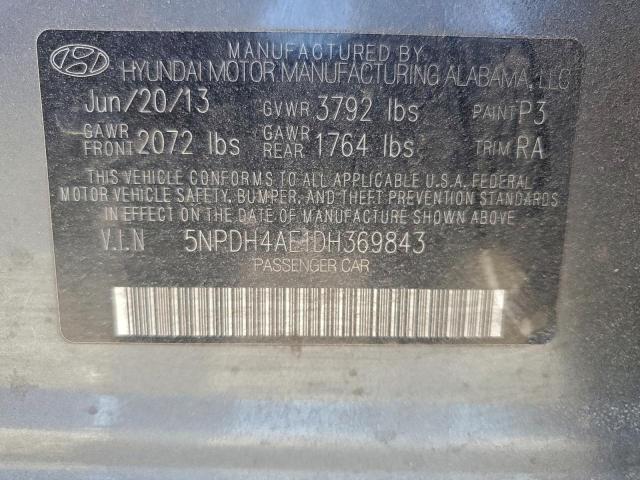 MANUFACTURED BY
HYUNDAI MOTOR MANUFACTURING ALABAMA, LLC
Jun/20/13 GVWR 3792 lbs PAINT P3
GAWR FRONT 2072 lbs GAWR REAR 1764 lbs TRIM RA
THIS VEHICLE CONFORMS TO ALL APPLICABLE U.S.A. FEDERAL
MOTOR VEHICLE SAFETY, BUMPER, AND THEFT PREVENTION
STANDARDS IN EFFECT ON THE DATE OF MANUFACTURE SHOWN ABOVE.
V.I.N 5NPDH4AE1DH369843
PASSENGER CAR